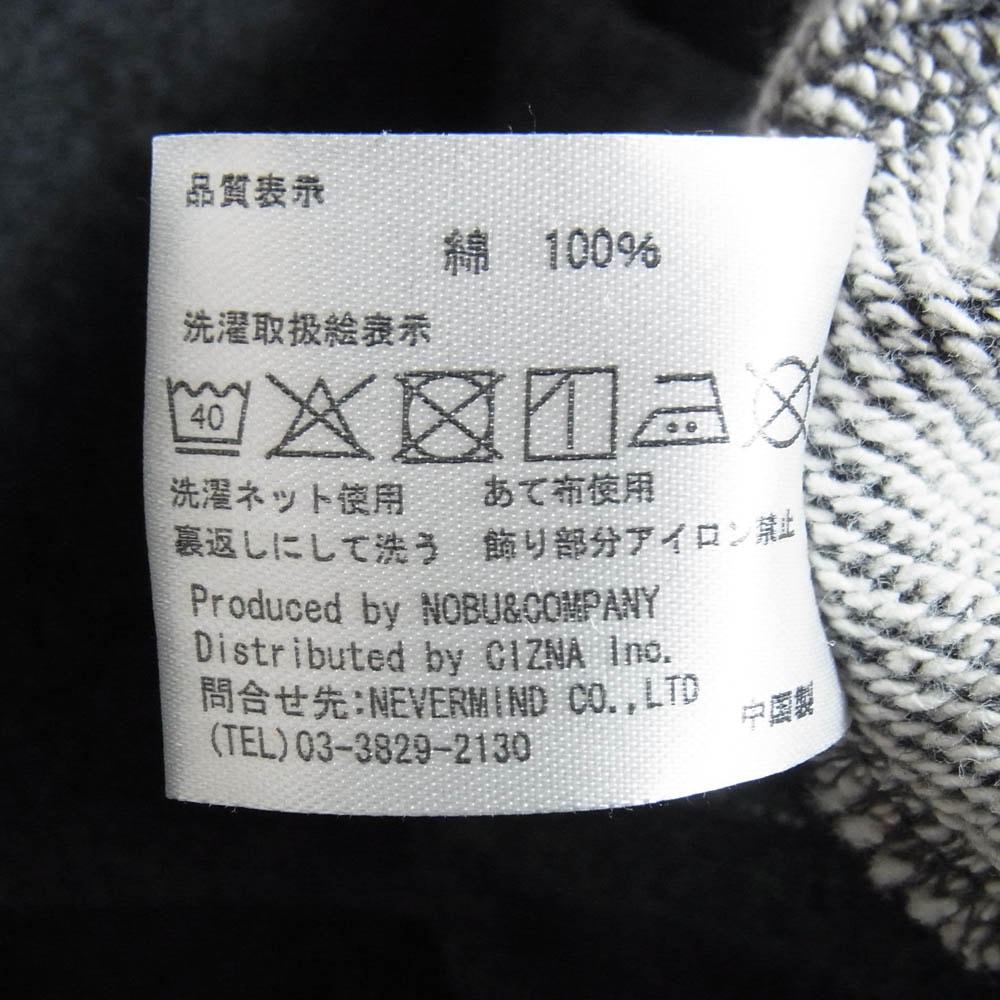 品質表示
綿 100%
洗濯取扱絵表示
40
洗濯ネット使用 あて布使用
裏返しにして洗う 飾り部分アイロン禁止
Produced by NOBU&COMPANY
Distributed by CIZNA Inc.
問合せ先:NEVERMIND CO.,LTD
(TEL)03-3829-2130
中国製